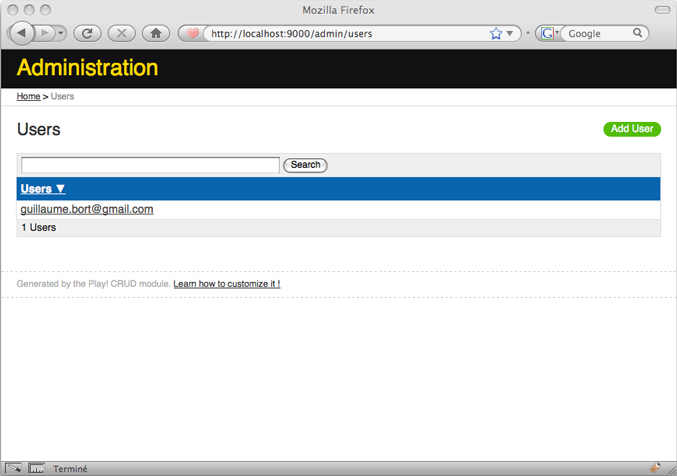 Mozilla Firefox
http://localhost:9000/admin/users
Google
Administration
Home > Users
Users
Add User
Search
Users ▼
guillaume.bort@gmail.com
1 Users
Generated by the Play! CRUD module. Learn how to customize it !
Terminé